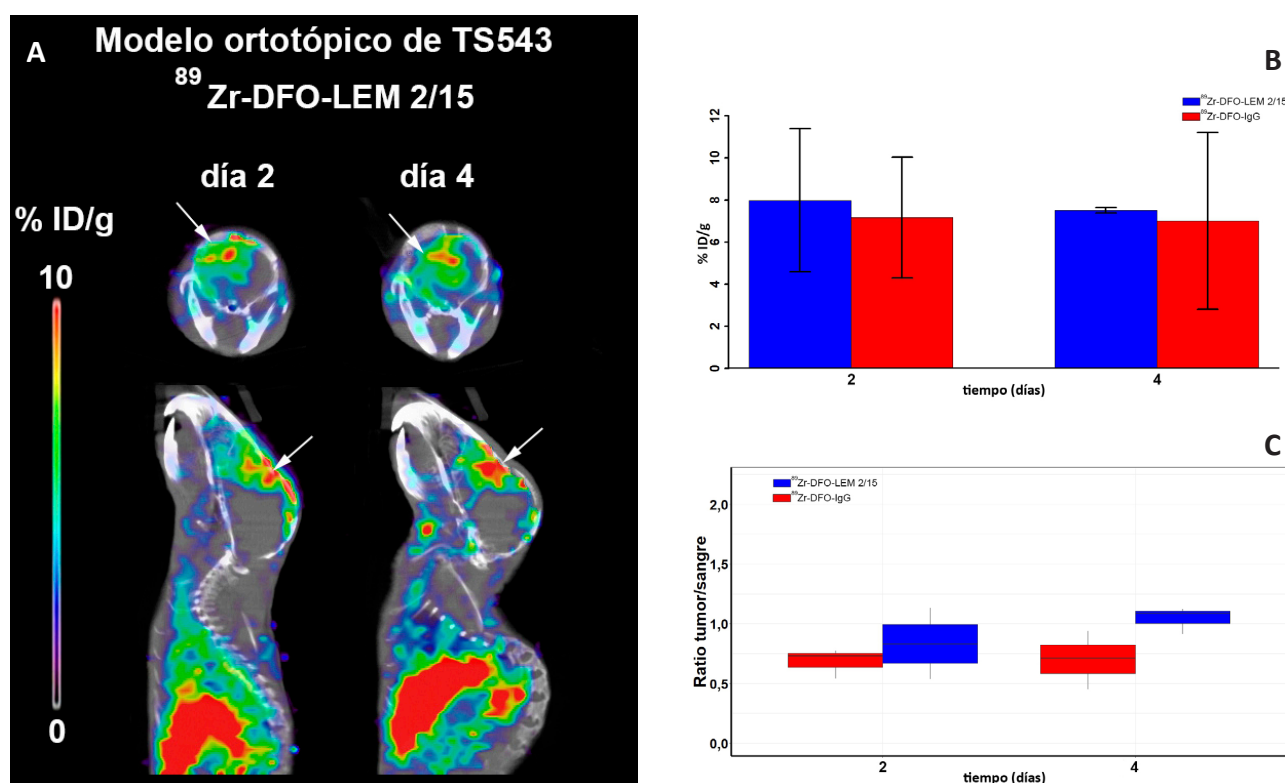 A
Modelo ortotópico de TS543
89Zr-DFO-LEM 2/15
día 2
día 4
% ID/g
10
0
B
89Zr-DFO-LEM 2/15
89Zr-DFO-IgG
12
10
8
6
4
2
0
% ID/g
2
4
tiempo (días)
C
89Zr-DFO-LEM 2/15
89Zr-DFO-IgG
2,0
1,5
1,0
0,5
0,0
Ratio tumor/sangre
2
4
tiempo (días)